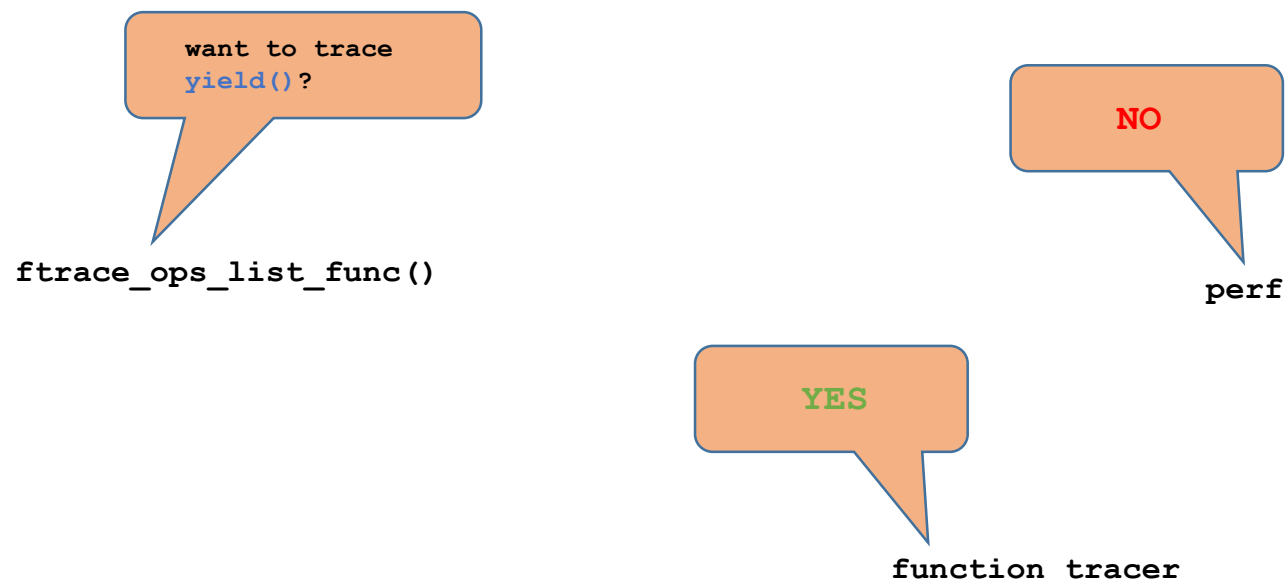 want to trace
yield()?
NO
ftrace_ops_list_func()
perf
YES
function tracer